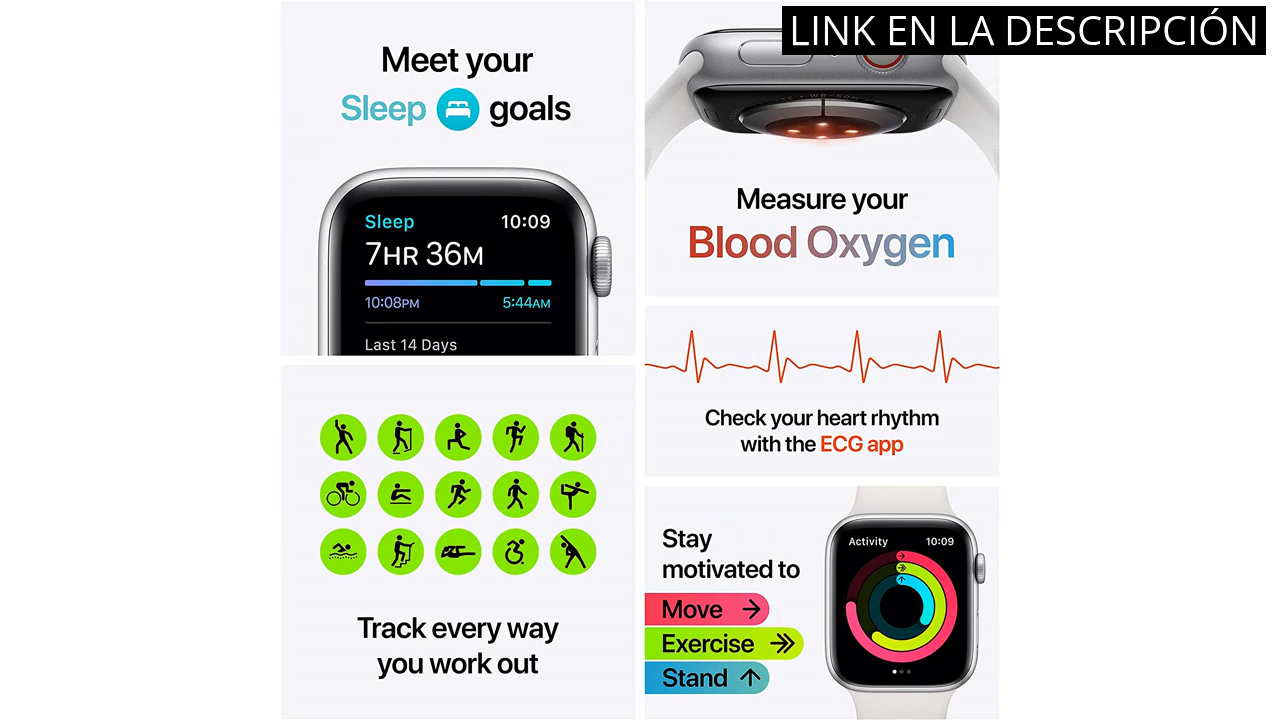 LINK EN LA DESCRIPCIÓN
Meet your
Sleep goals
Sleep 10:09
7HR 36M
10:08PM 5:44AM
Last 14 Days
Track every way
you work out
Measure your
Blood Oxygen
Check your heart rhythm
with the ECG app
Stay
motivated to
Move
Exercise
Stand
Activity 10:09